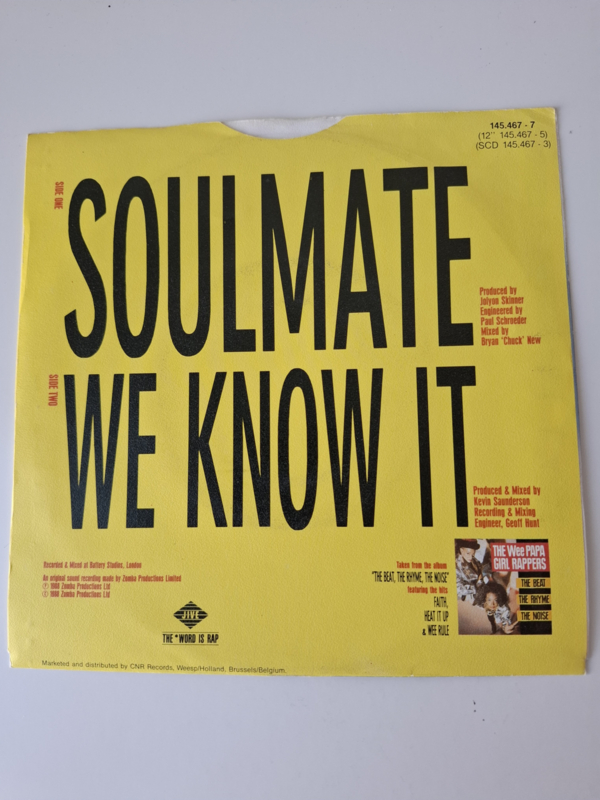 145.467 - 7
(12" 145.467 - 5)
(SCD 145.467 - 3)
SIDE ONE
SOULMATE
Produced by
Jolyon Skinner
Engineered by
Paul Schroeder
Mixed by
Bryan 'Chuck' New
SIDE TWO
WE KNOW IT
Produced & Mixed by
Kevin Saunderson
Recording & Mixing
Engineer, Geoff Hunt
Recorded & Mixed at Battery Studios, London
An original sound recording made by Zomba Productions Limited
℗ 1988 Zomba Productions Ltd
© 1988 Zomba Productions Ltd
JIVE
THE "WORD IS RAP
Taken from the album
"THE BEAT, THE RHYME, THE NOISE"
featuring the hits
FAITH,
HEAT IT UP
& WEE RULE
THE Wee PAPA
GIRL RAPPERS
THE BEAT
THE RHYME
THE NOISE
Marketed and distributed by CNR Records, Weesp/Holland, Brussels/Belgium.